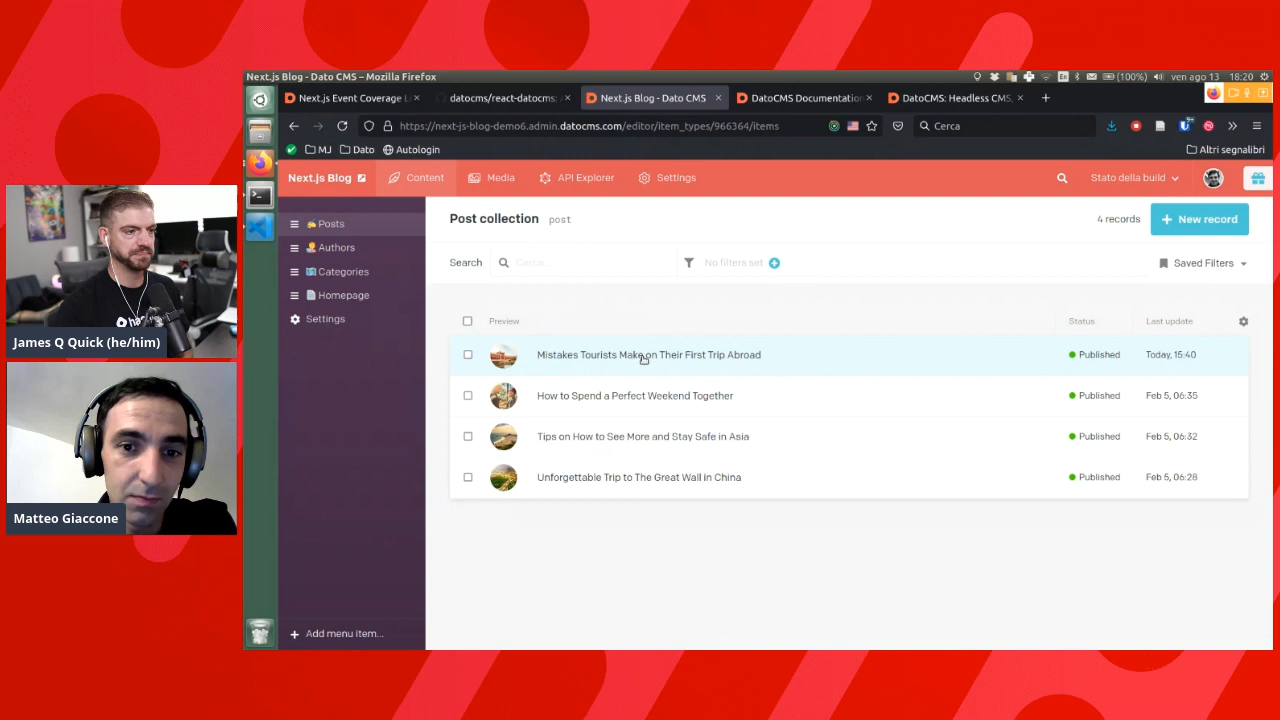 Next.js Blog - Dato CMS – Mozilla Firefox
En
(100%)
ven ago 13
18:20
Next.js Event Coverage L
datocms/react-datocms:
Next.js Blog - Dato CMS
DatoCMS Documentation
DatoCMS: Headless CMS,
https://next-js-blog-demo6.admin.datocms.com/editor/item_types/966364/items
Cerca
MJ
Dato
Autologin
Altri segnalibri
Next.js Blog
Content
Media
API Explorer
Settings
Stato della build
Posts
Authors
Categories
Homepage
Settings
Add menu item...
Post collection
post
4 records
+ New record
Search
Cerca...
No filters set
Saved Filters
Preview
Status
Last update
Mistakes Tourists Make on Their First Trip Abroad
Published
Today, 15:40
How to Spend a Perfect Weekend Together
Published
Feb 5, 06:35
Tips on How to See More and Stay Safe in Asia
Published
Feb 5, 06:32
Unforgettable Trip to The Great Wall in China
Published
Feb 5, 06:28
James Q Quick (he/him)
Matteo Giaccone